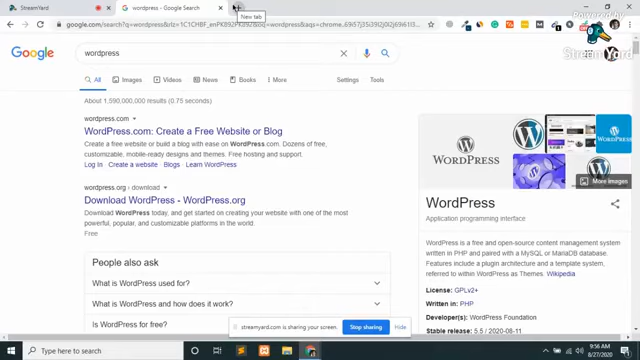 StreamYard
wordpress - Google Search
New tab
Powered by
StreamYard
Google
wordpress
All
Images
Videos
News
Books
More
Settings
Tools
About 1,590,000,000 results (0.75 seconds)
wordpress.com
WordPress.com: Create a Free Website or Blog
Create a free website or build a blog with ease on WordPress.com. Dozens of free,
customizable, mobile-ready designs and themes. Free hosting and support.
Log In · Create a website · Blogs · Learn WordPress
wordpress.org › download
Download WordPress - WordPress.org
Download WordPress today, and get started on creating your website with one of the
most powerful, popular, and customizable platforms in the world.
Free
People also ask
What is WordPress used for?
What is WordPress and how does it work?
Is WordPress for free?
WORDPRESS
WORDPRESS
More images
WordPress
Application programming interface
WordPress is a free and open-source content management system
written in PHP and paired with a MySQL or MariaDB database.
Features include a plugin architecture and a template system,
referred to within WordPress as Themes. Wikipedia
License: GPLv2+
Written in: PHP
Developer(s): WordPress Foundation
Stable release: 5.5 / 2020-08-11
streamyard.com is sharing your screen.
Stop sharing
Hide
Type here to search
9:56 AM
8/27/2020